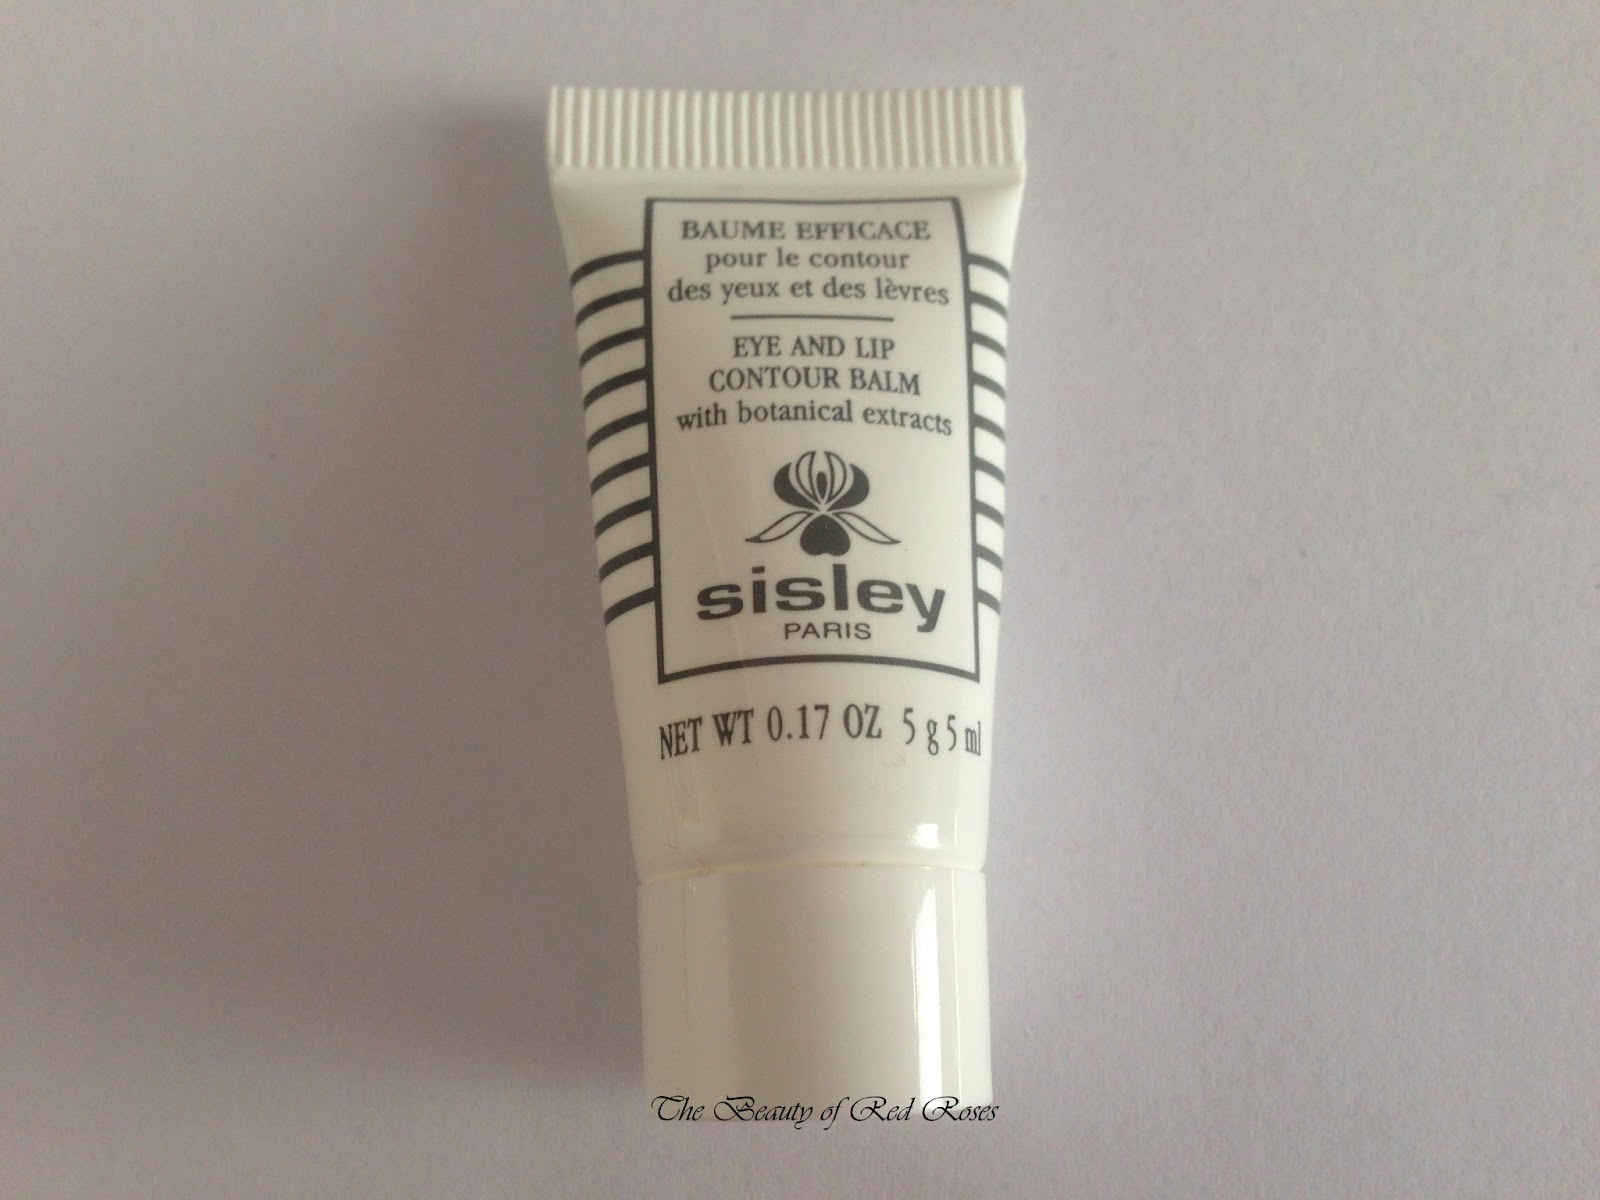 BAUME EFFICACE
pour le contour
des yeux et des lèvres
EYE AND LIP
CONTOUR BALM
with botanical extracts
sisley
PARIS
NET WT 0.17 OZ 5 g 5 ml
The Beauty of Red Roses